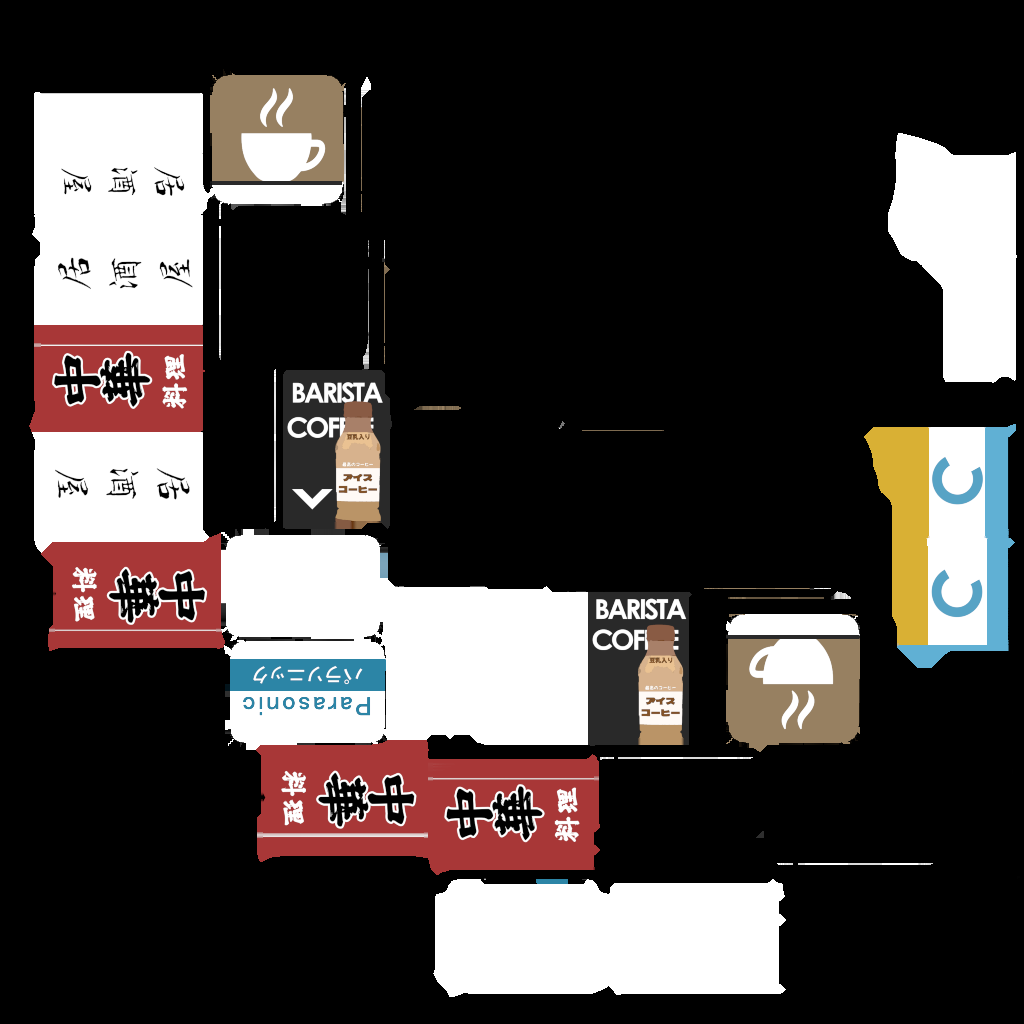 居酒屋
居酒屋
中華
料理
居酒屋
中華
料理
BARISTA
COFFEE
豆乳入り
アイス
コーヒー
パラソニック
Parasonic
BARISTA
COFFEE
豆乳入り
アイス
コーヒー
C
C
中華
料理
中華
料理